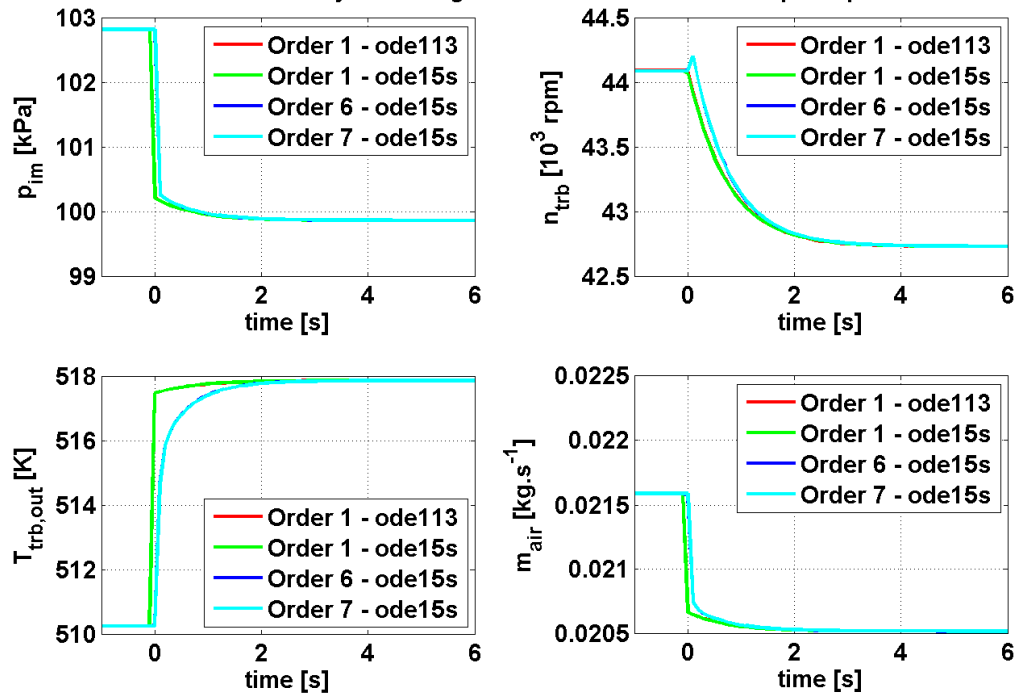 103
102
101
100
99
p_im [kPa]
Order 1 - ode113
Order 1 - ode15s
Order 6 - ode15s
Order 7 - ode15s
0 2 4 6
time [s]
44.5
44
43.5
43
42.5
n_trb [10^3 rpm]
Order 1 - ode113
Order 1 - ode15s
Order 6 - ode15s
Order 7 - ode15s
0 2 4 6
time [s]
518
516
514
512
510
T_trb,out [K]
Order 1 - ode113
Order 1 - ode15s
Order 6 - ode15s
Order 7 - ode15s
0 2 4 6
time [s]
0.0225
0.022
0.0215
0.021
0.0205
m_air [kg.s^-1]
Order 1 - ode113
Order 1 - ode15s
Order 6 - ode15s
Order 7 - ode15s
0 2 4 6
time [s]